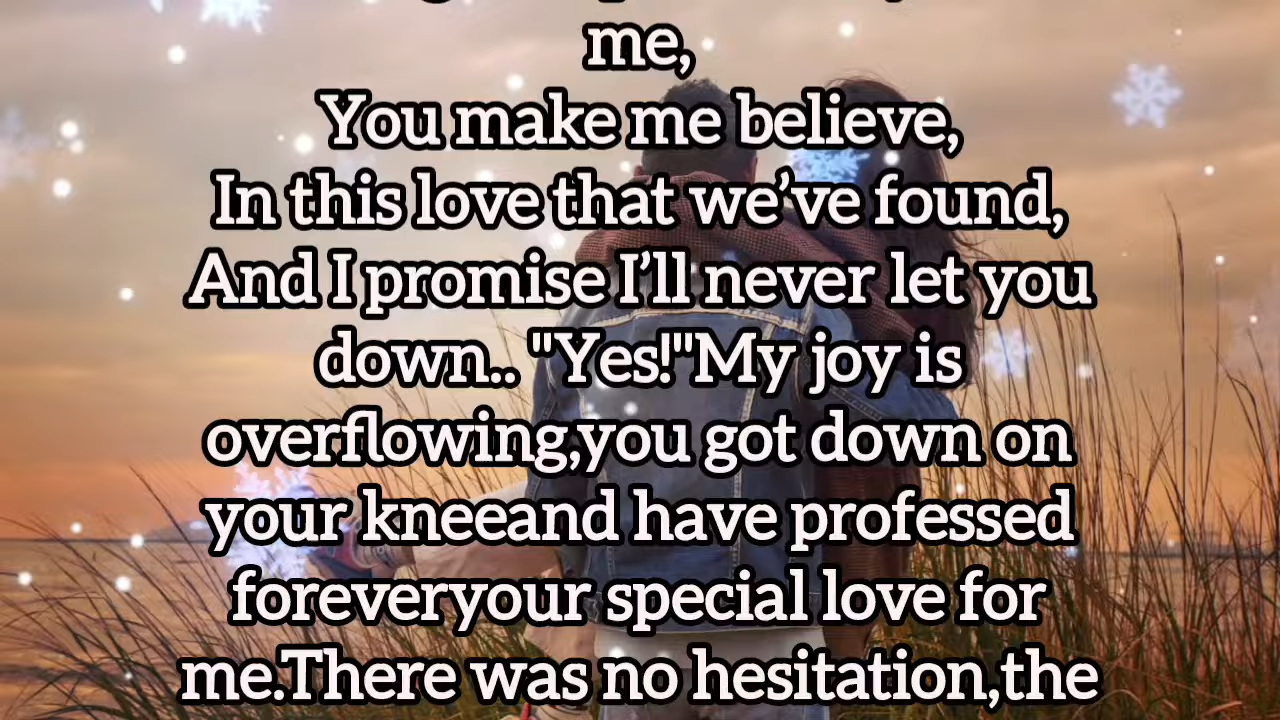 me,
You make me believe,
In this love that we’ve found,
And I promise I’ll never let you
down.. "Yes!"My joy is
overflowing,you got down on
your kneeand have professed
foreveryour special love for
me.There was no hesitation,the